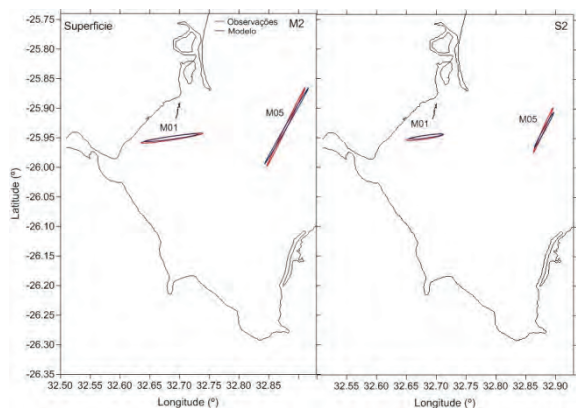 Superfície
Observações
Modelo
M2
S2
M01
M05
M01
M05
Latitude (º)
-25.75
-25.80
-25.85
-25.90
-25.95
-26.00
-26.05
-26.10
-26.15
-26.20
-26.25
-26.30
-26.35
32.50 32.55 32.60 32.65 32.70 32.75 32.80 32.85
32.55 32.60 32.65 32.70 32.75 32.80 32.85 32.90
Longitude (º)
Longitude (º)